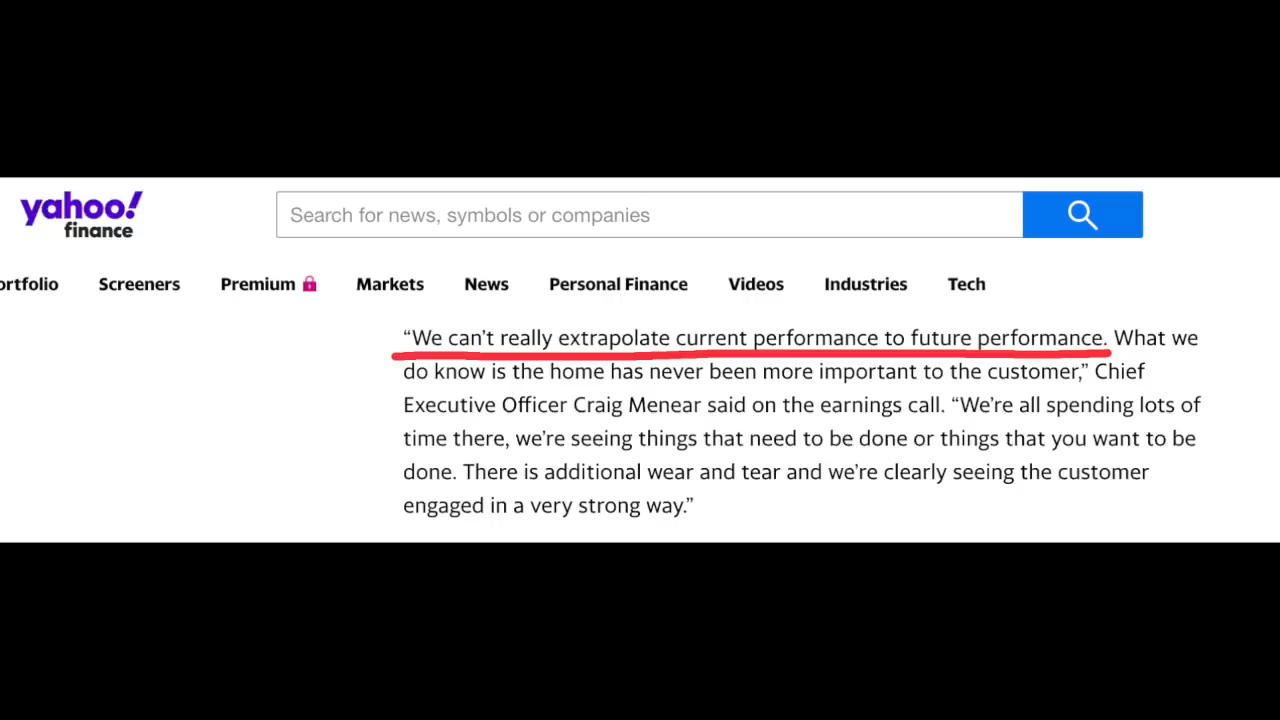 yahoo!
finance
Search for news, symbols or companies
ortfolio Screeners Premium Markets News Personal Finance Videos Industries Tech
“We can’t really extrapolate current performance to future performance. What we
do know is the home has never been more important to the customer,” Chief
Executive Officer Craig Menear said on the earnings call. “We’re all spending lots of
time there, we’re seeing things that need to be done or things that you want to be
done. There is additional wear and tear and we’re clearly seeing the customer
engaged in a very strong way.”